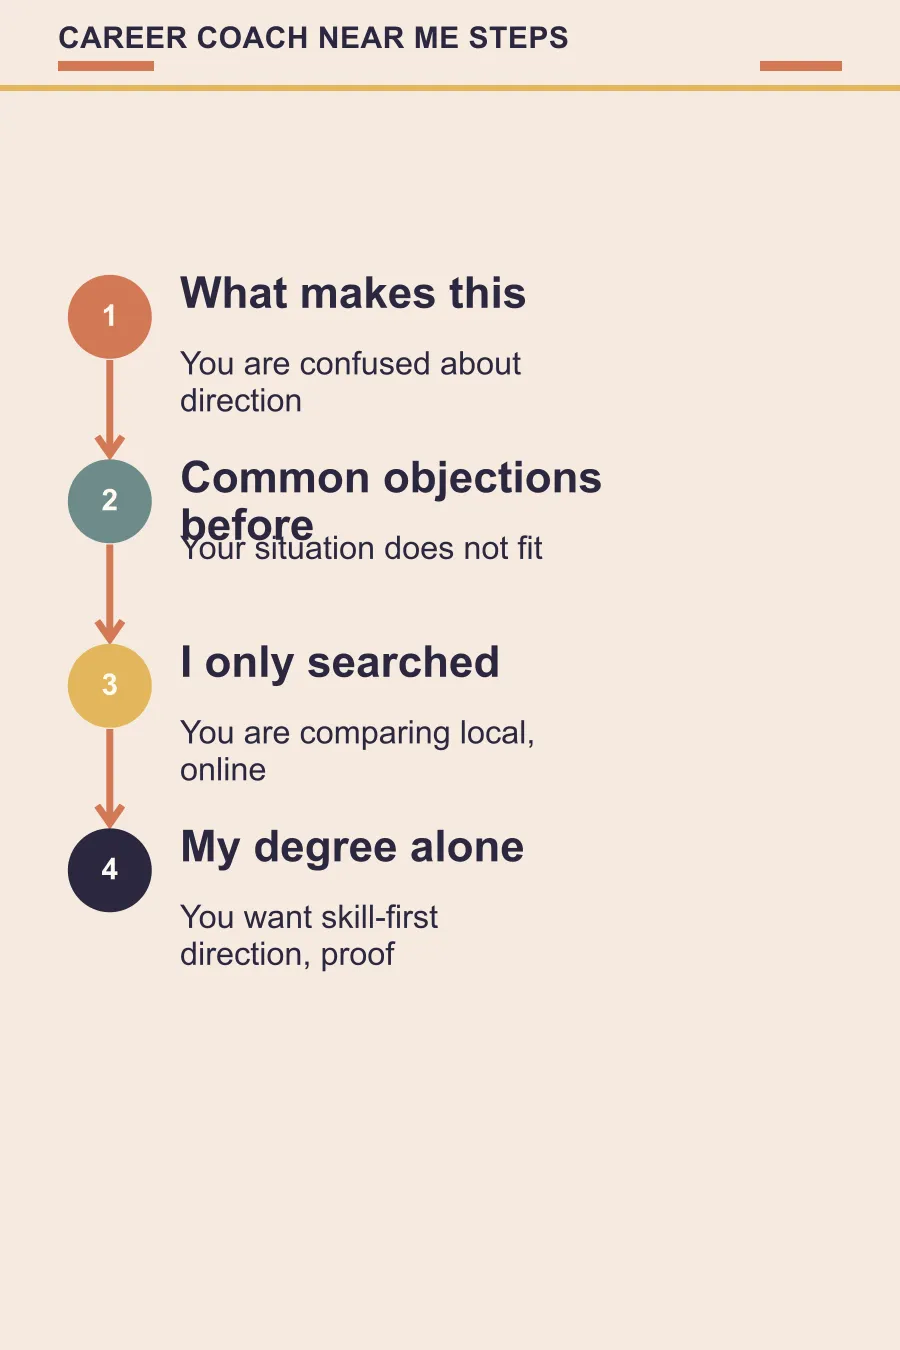 CAREER COACH NEAR ME STEPS
1
What makes this
You are confused about
direction
2
Common objections
before
Your situation does not fit
3
I only searched
You are comparing local,
online
4
My degree alone
You want skill-first
direction, proof